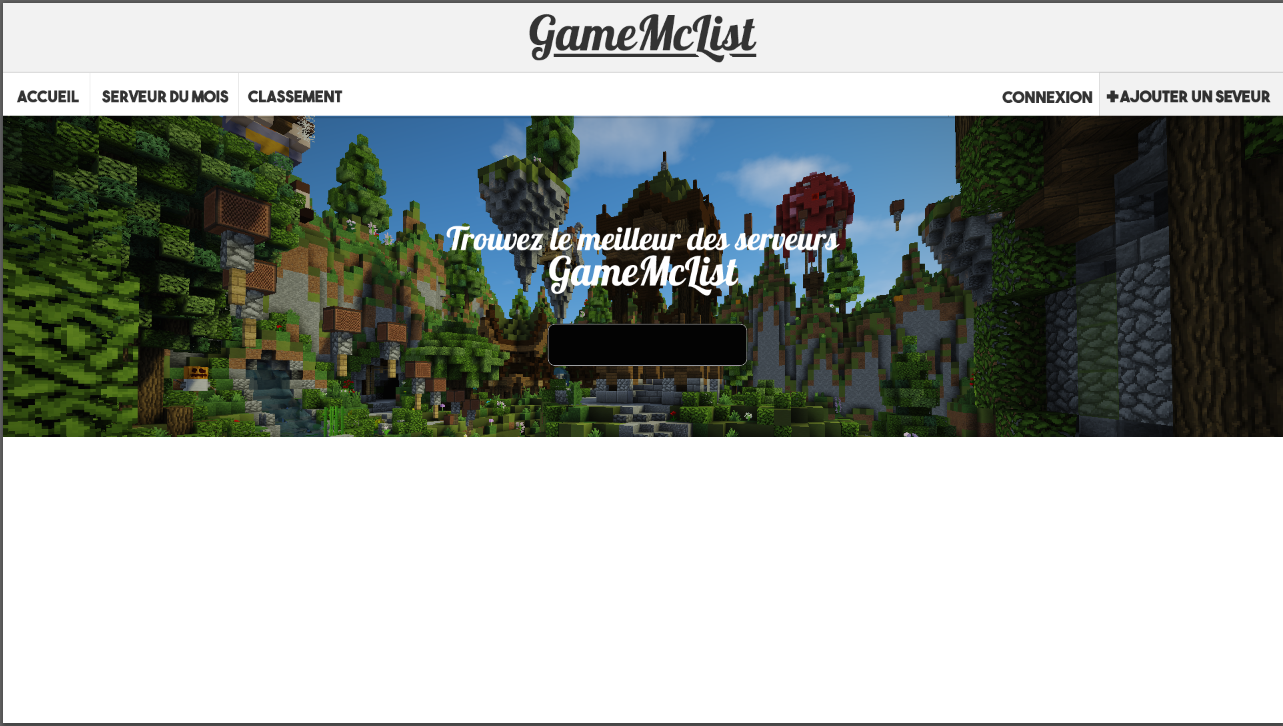 GameMcList
ACCUEIL SERVEUR DU MOIS CLASSEMENT CONNEXION +AJOUTER UN SEVEUR
Trouvez le meilleur des serveurs
GameMcList